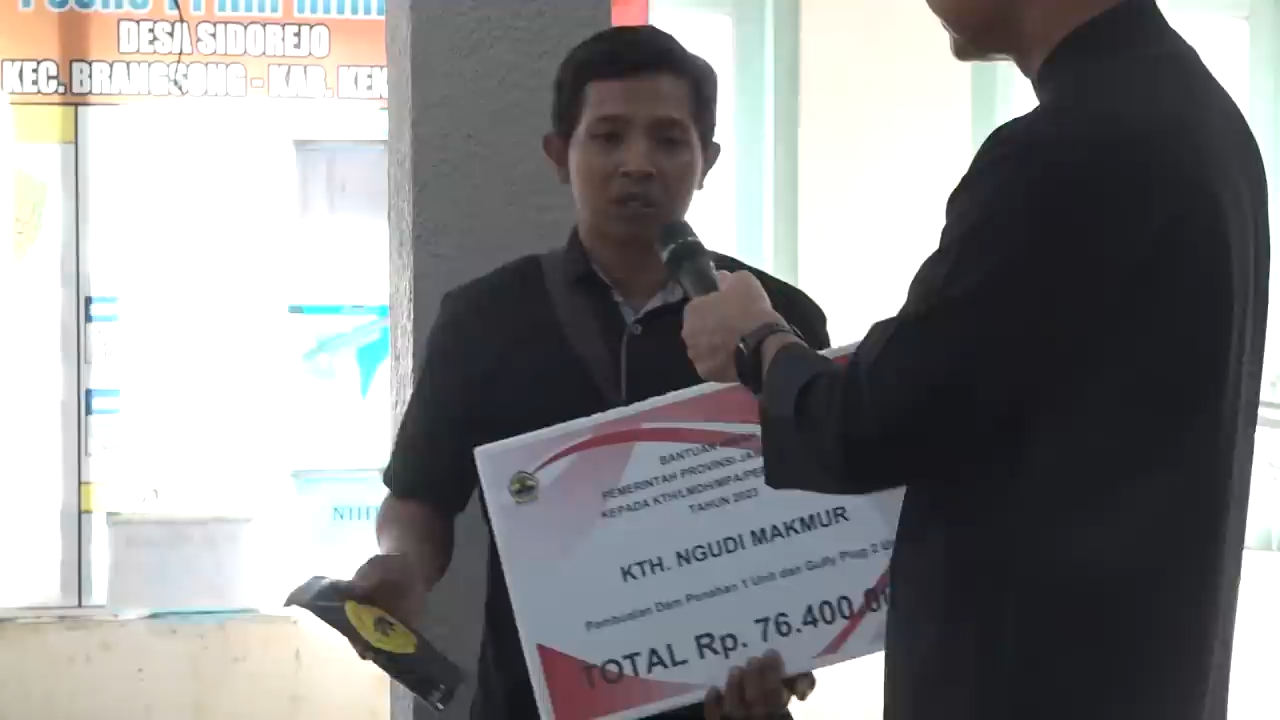 DESA SIDOREJO
KEC. BRANGSONG - KAB. KEN
BANTUAN
PEMERINTAH PROVINSI JA
KEPADA KTH/LMDH/MPA/PE
TAHUN 2023
KTH. NGUDI MAKMUR
Pembuatan Dam Penahan 1 Unit dan Gully Plug 2 U
TOTAL Rp. 76.400.0